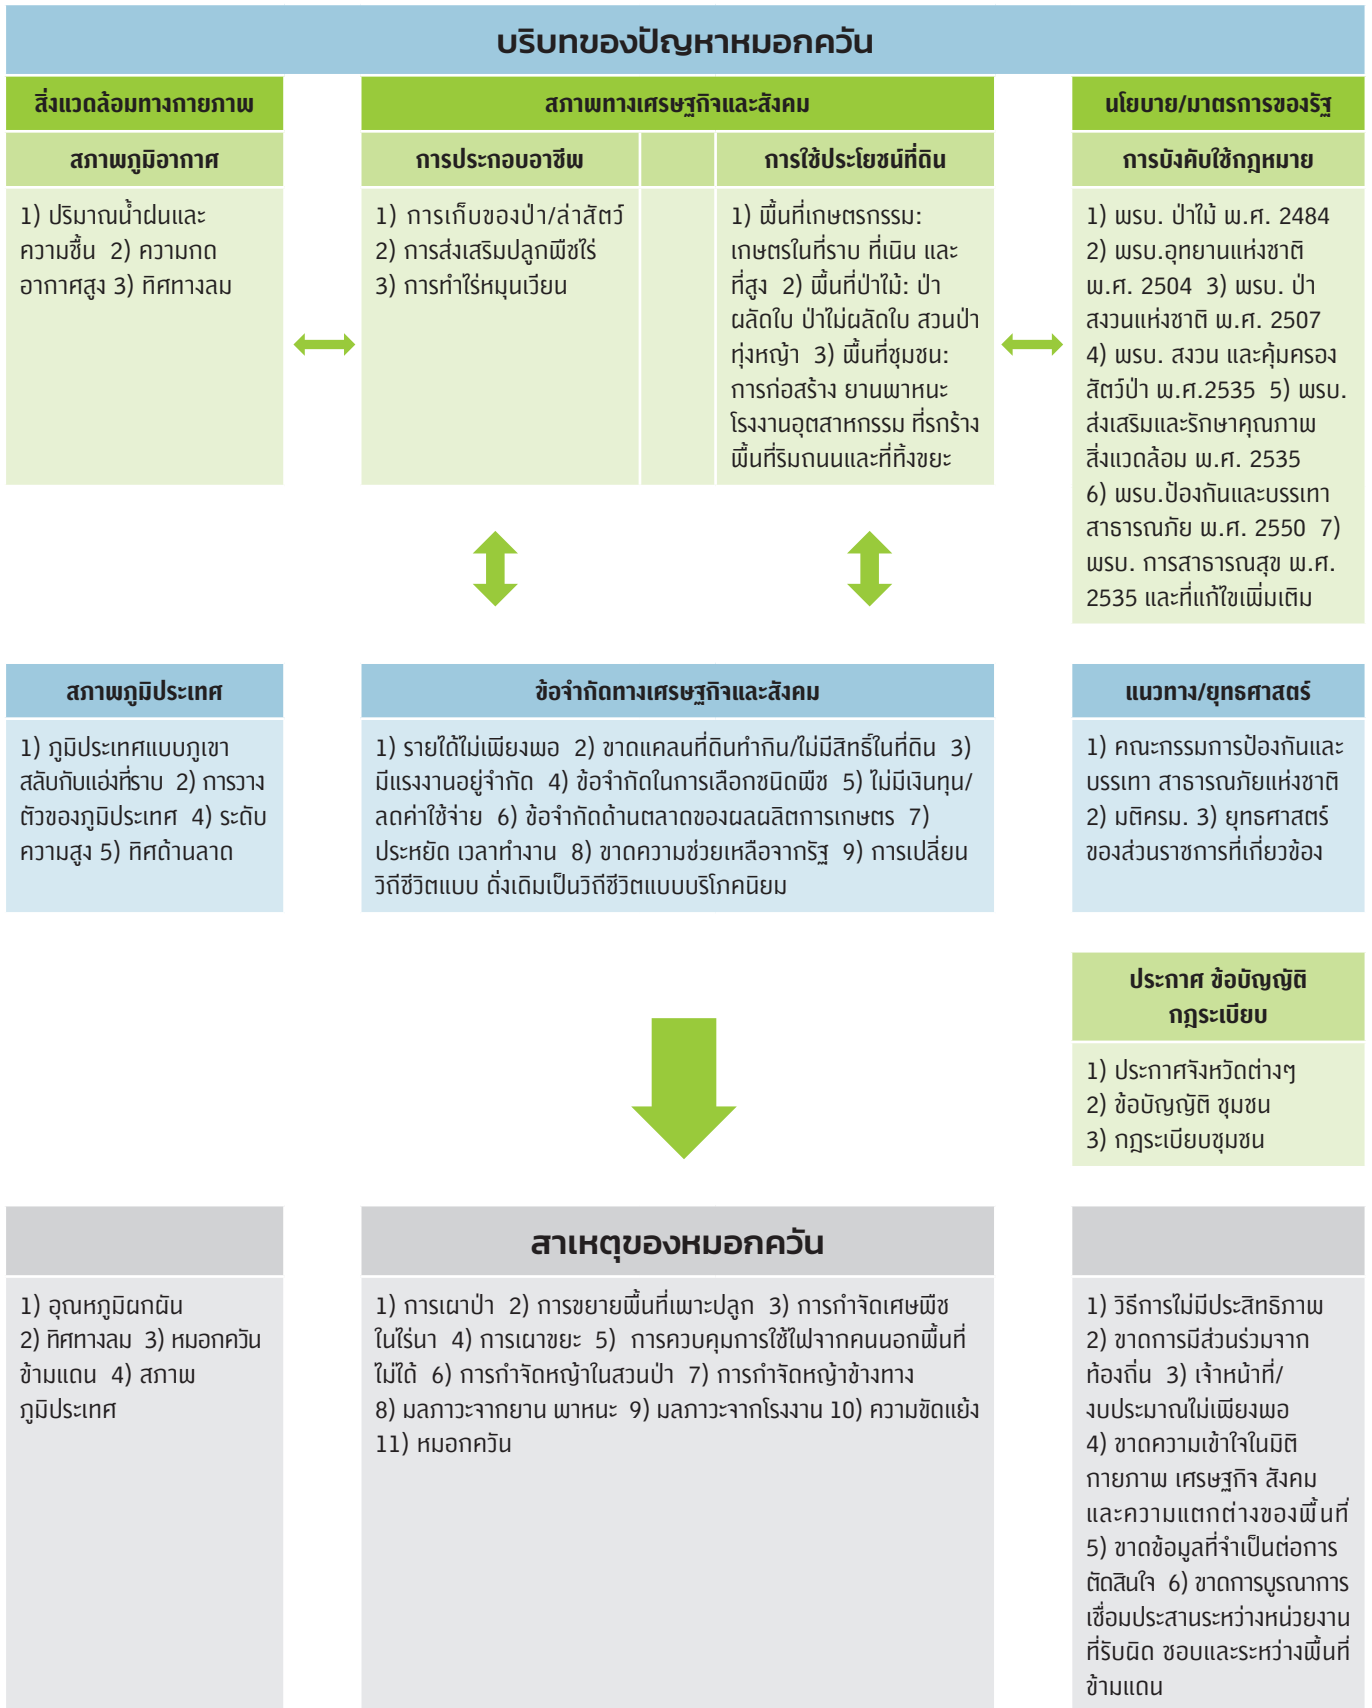 บริบทของปัญหาหมอกควัน
สิ่งแวดล้อมทางกายภาพ
สภาพภูมิอากาศ
1) ปริมาณน้ำฝนและ
ความชื้น 2) ความกด
อากาศสูง 3) ทิศทางลม
สภาพทางเศรษฐกิจและสังคม
การประกอบอาชีพ
1) การเก็บของป่า/ล่าสัตว์
2) การส่งเสริมปลูกพืชไร่
3) การทำไร่หมุนเวียน
การใช้ประโยชน์ที่ดิน
1) พื้นที่เกษตรกรรม:
เกษตรในที่ราบ ที่เนิน และ
ที่สูง 2) พื้นที่ป่าไม้: ป่า
ผลัดใบ ป่าไม่ผลัดใบ สวนป่า
ทุ่งหญ้า 3) พื้นที่ชุมชน:
การก่อสร้าง ยานพาหนะ
โรงงานอุตสาหกรรม ที่รกร้าง
พื้นที่ริมถนนและที่ทิ้งขยะ
นโยบาย/มาตรการของรัฐ
การบังคับใช้กฎหมาย
1) พรบ. ป่าไม้ พ.ศ. 2484
2) พรบ.อุทยานแห่งชาติ
พ.ศ. 2504 3) พรบ. ป่า
สงวนแห่งชาติ พ.ศ. 2507
4) พรบ. สงวน และคุ้มครอง
สัตว์ป่า พ.ศ.2535 5) พรบ.
ส่งเสริมและรักษาคุณภาพ
สิ่งแวดล้อม พ.ศ. 2535
6) พรบ.ป้องกันและบรรเทา
สาธารณภัย พ.ศ. 2550 7)
พรบ. การสาธารณสุข พ.ศ.
2535 และที่แก้ไขเพิ่มเติม
สภาพภูมิประเทศ
1) ภูมิประเทศแบบภูเขา
สลับกับแอ่งที่ราบ 2) การวาง
ตัวของภูมิประเทศ 4) ระดับ
ความสูง 5) ทิศด้านลาด
ข้อจำกัดทางเศรษฐกิจและสังคม
1) รายได้ไม่เพียงพอ 2) ขาดแคลนที่ดินทำกิน/ไม่มีสิทธิ์ในที่ดิน 3)
มีแรงงานอยู่จำกัด 4) ข้อจำกัดในการเลือกชนิดพืช 5) ไม่มีเงินทุน/
ลดค่าใช้จ่าย 6) ข้อจำกัดด้านตลาดของผลผลิตการเกษตร 7)
ประหยัด เวลาทำงาน 8) ขาดความช่วยเหลือจากรัฐ 9) การเปลี่ยน
วิถีชีวิตแบบ ดั่งเดิมเป็นวิถีชีวิตแบบบริโภคนิยม
แนวทาง/ยุทธศาสตร์
1) คณะกรรมการป้องกันและ
บรรเทา สาธารณภัยแห่งชาติ
2) มติครม. 3) ยุทธศาสตร์
ของส่วนราชการที่เกี่ยวข้อง
ประกาศ ข้อบัญญัติ
กฎระเบียบ
1) ประกาศจังหวัดต่างๆ
2) ข้อบัญญัติ ชุมชน
3) กฎระเบียบชุมชน
สาเหตุของหมอกควัน
1) อุณหภูมิผกผัน
2) ทิศทางลม 3) หมอกควัน
ข้ามแดน 4) สภาพ
ภูมิประเทศ
1) การเผาป่า 2) การขยายพื้นที่เพาะปลูก 3) การกำจัดเศษพืช
ในไร่นา 4) การเผาขยะ 5) การควบคุมการใช้ไฟจากคนนอกพื้นที่
ไม่ได้ 6) การกำจัดหญ้าในสวนป่า 7) การกำจัดหญ้าข้างทาง
8) มลภาวะจากยาน พาหนะ 9) มลภาวะจากโรงงาน 10) ความขัดแย้ง
11) หมอกควัน
1) วิธีการไม่มีประสิทธิภาพ
2) ขาดการมีส่วนร่วมจาก
ท้องถิ่น 3) เจ้าหน้าที่/
งบประมาณไม่เพียงพอ
4) ขาดความเข้าใจในมิติ
กายภาพ เศรษฐกิจ สังคม
และความแตกต่างของพื้นที่
5) ขาดข้อมูลที่จำเป็นต่อการ
ตัดสินใจ 6) ขาดการบูรณาการ
เชื่อมประสานระหว่างหน่วยงาน
ที่รับผิด ชอบและระหว่างพื้นที่
ข้ามแดน